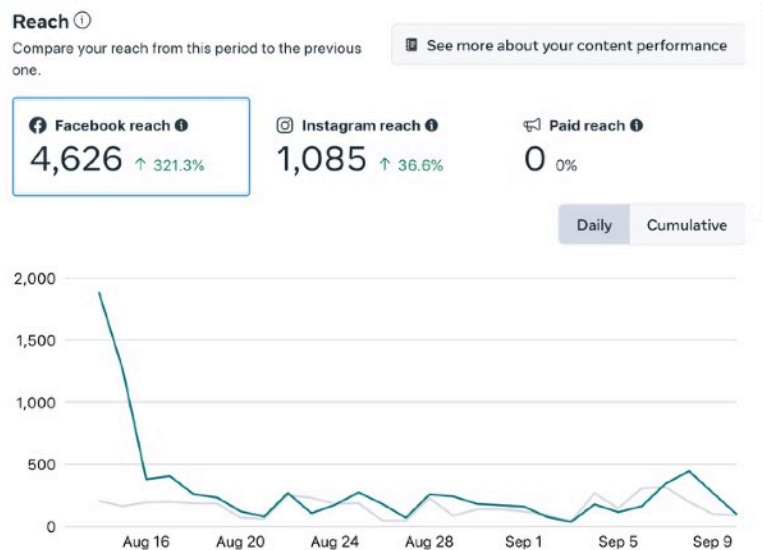 Reach
Compare your reach from this period to the previous
one.
See more about your content performance
Facebook reach
4,626 ↑ 321.3%
Instagram reach
1,085 ↑ 36.6%
Paid reach
0 0%
Daily
Cumulative
2,000
1,500
1,000
500
0
Aug 16 Aug 20 Aug 24 Aug 28 Sep 1 Sep 5 Sep 9